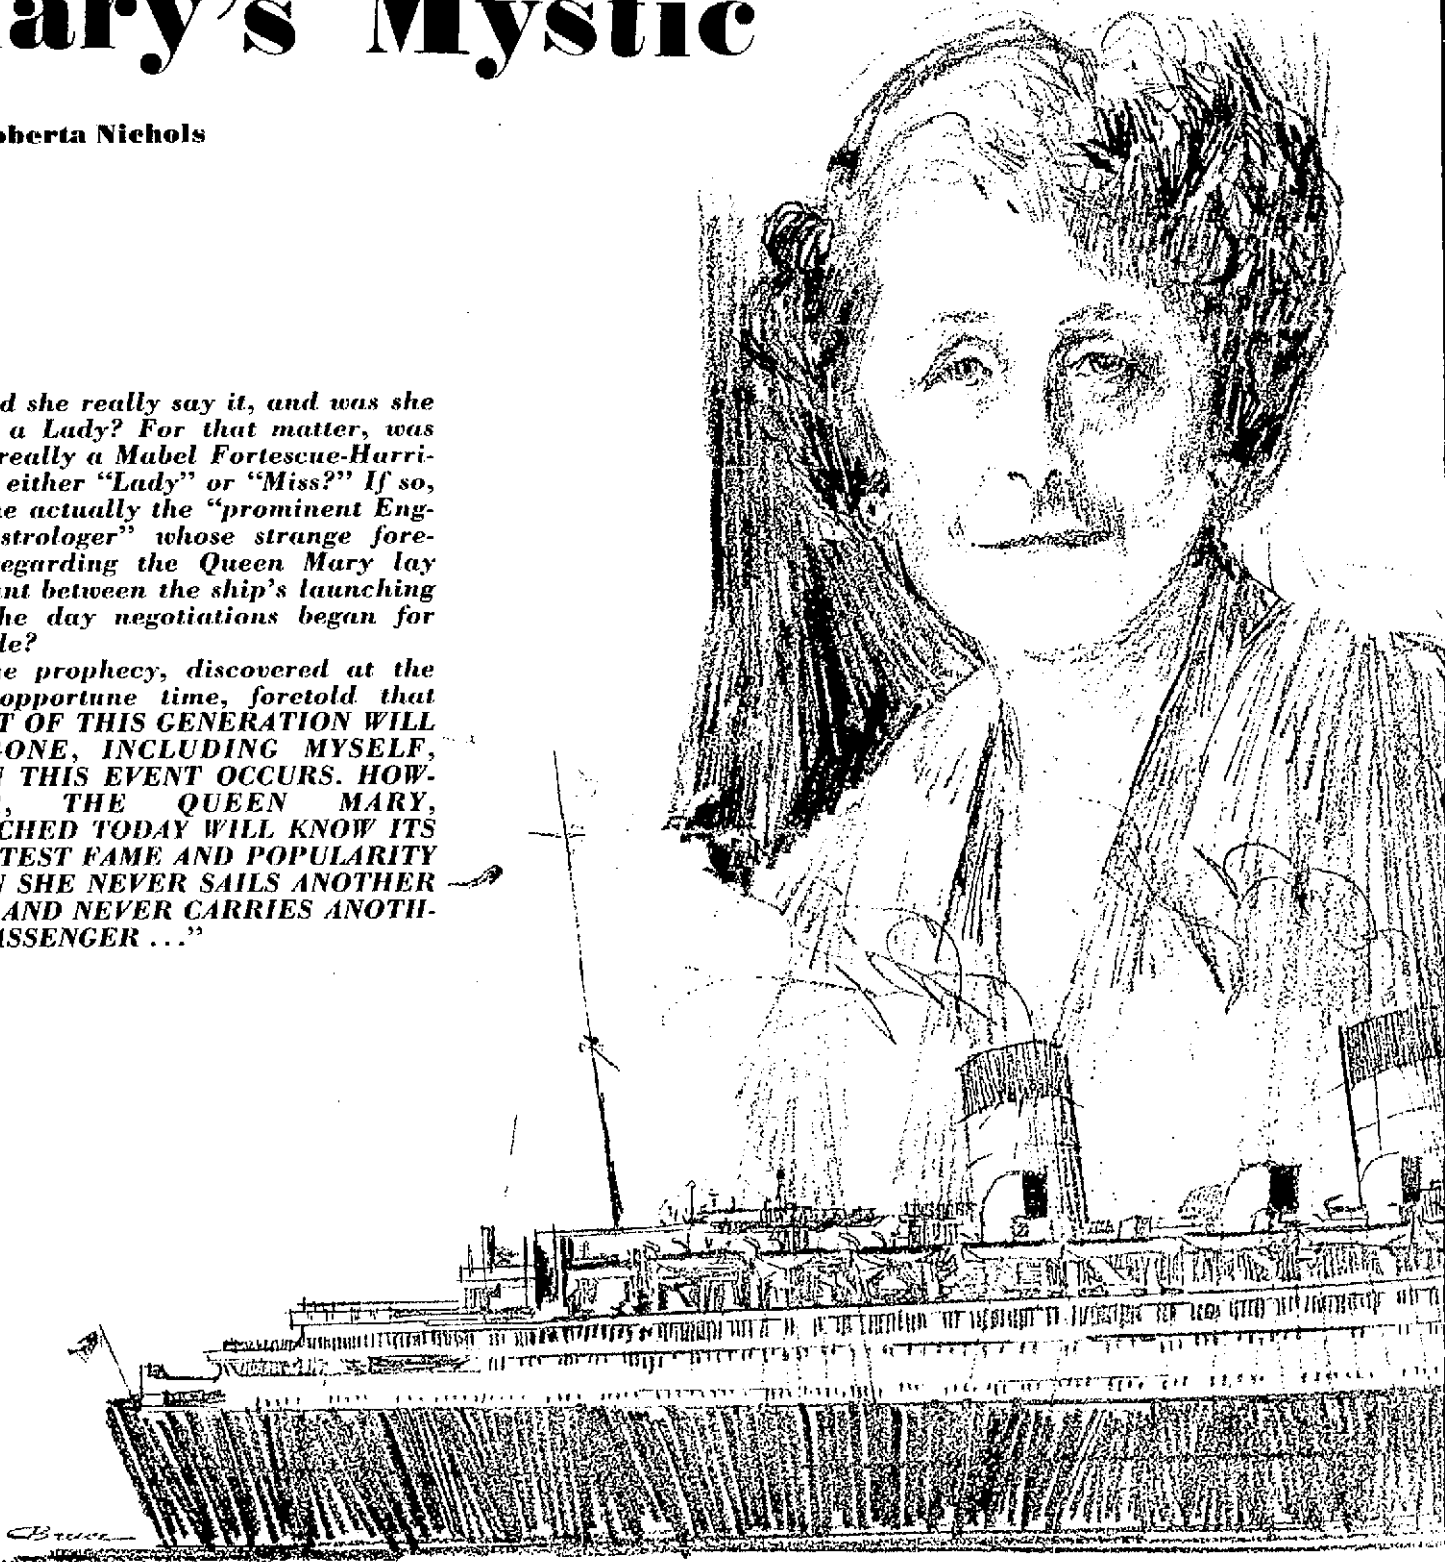 ary's Mystic
oberta Nichols
d she really say it, and was she
a Lady? For that matter, was
really a Mabel Fortescue-Harri-
either "Lady" or "Miss?" If so,
e actually the "prominent Eng-
strologer" whose strange fore-
egarding the Queen Mary lay
nt between the ship's launching
he day negotiations began for
le?
e prophecy, discovered at the
opportune time, foretold that
T OF THIS GENERATION WILL
ONE, INCLUDING MYSELF,
THIS EVENT OCCURS. HOW-
, THE QUEEN MARY,
CHED TODAY WILL KNOW ITS
TEST FAME AND POPULARITY
SHE NEVER SAILS ANOTHER
AND NEVER CARRIES ANOTH-
SSENGER ..."
CBruce